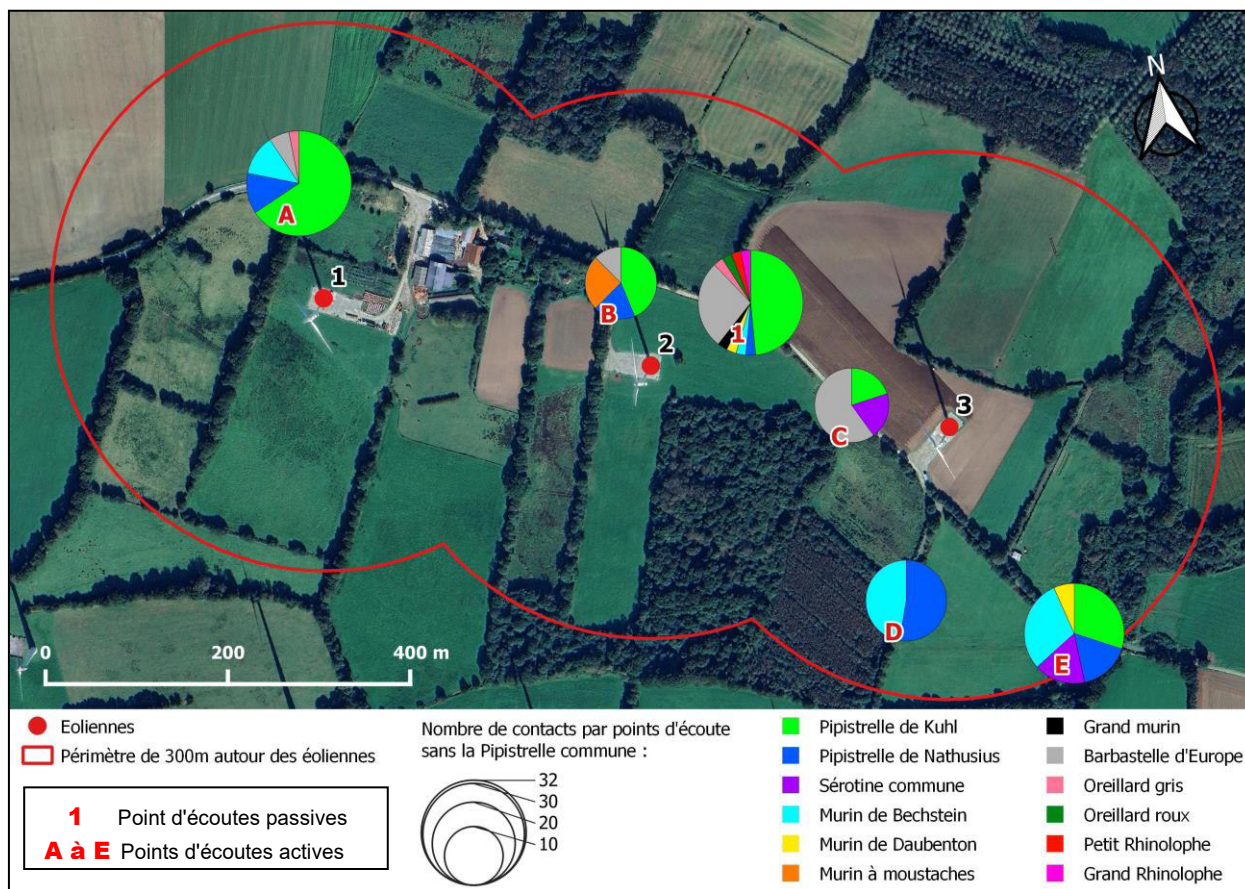 N
A
1
B
2
1
C
3
D
E
0 200 400 m
Eoliennes
Périmètre de 300m autour des éoliennes
1 Point d'écoutes passives
A à E Points d'écoutes actives
Nombre de contacts par points d'écoute
sans la Pipistrelle commune :
32
30
20
10
Pipistrelle de Kuhl
Pipistrelle de Nathusius
Sérotine commune
Murin de Bechstein
Murin de Daubenton
Murin à moustaches
Grand murin
Barbastelle d'Europe
Oreillard gris
Oreillard roux
Petit Rhinolophe
Grand Rhinolophe